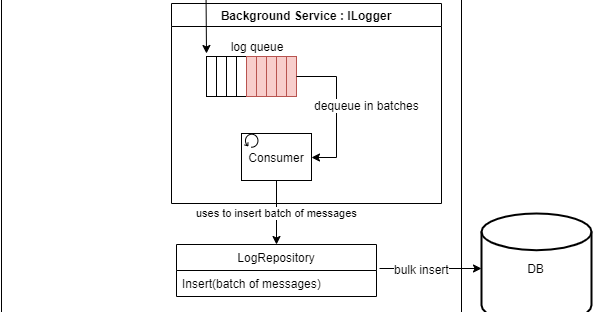 Background Service : ILogger
log queue
dequeue in batches
Consumer
uses to insert batch of messages
LogRepository
Insert(batch of messages)
bulk insert
DB